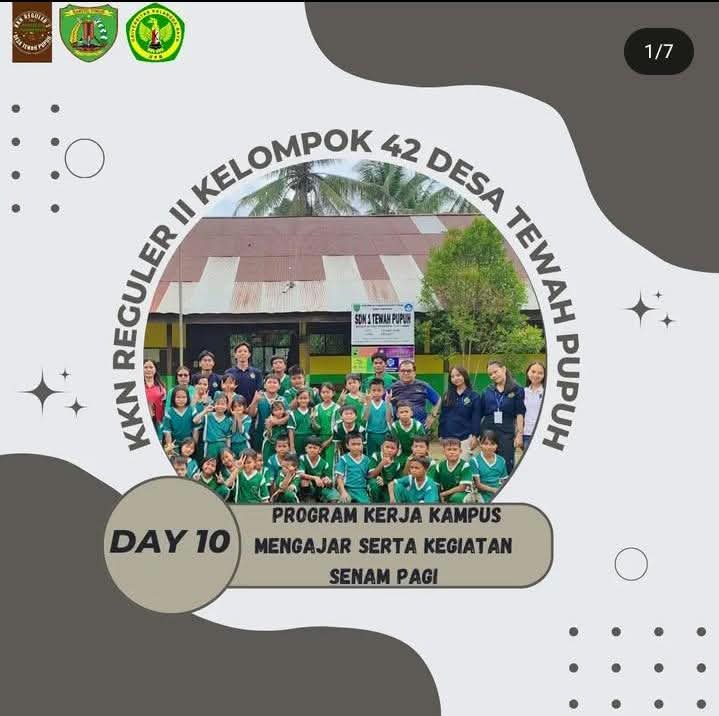 1/7
KKN REGULER II KELOMPOK 42 DESA TEWAH PUPUH
SDN 1 TEWAH PUPUH
DAY 10
PROGRAM KERJA KAMPUS
MENGAJAR SERTA KEGIATAN
SENAM PAGI